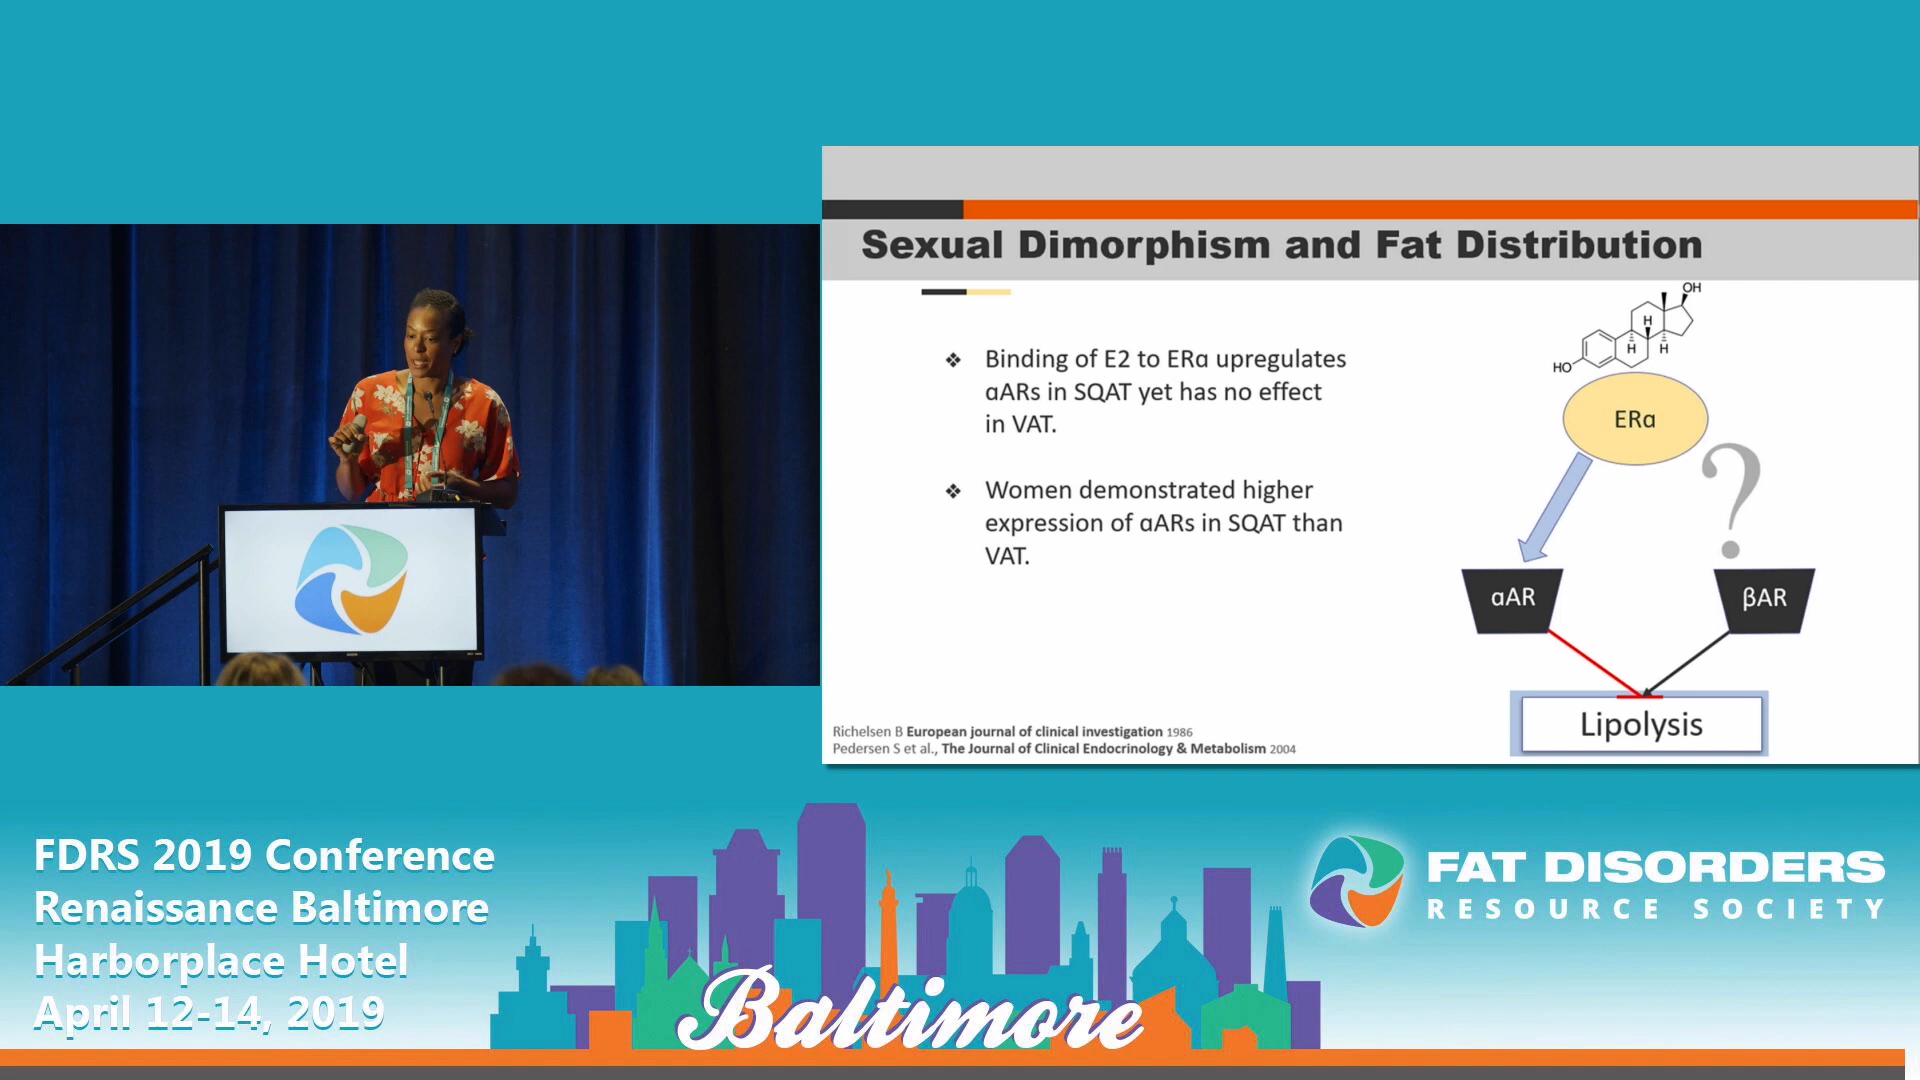 Sexual Dimorphism and Fat Distribution
❖ Binding of E2 to ERα upregulates
αARs in SQAT yet has no effect
in VAT.
❖ Women demonstrated higher
expression of αARs in SQAT than
VAT.
OH
H
H H
HO
ERα
?
αAR
βAR
Lipolysis
Richelsen B European journal of clinical investigation 1986
Pedersen S et al., The Journal of Clinical Endocrinology & Metabolism 2004
FDRS 2019 Conference
Renaissance Baltimore
Harborplace Hotel
April 12-14, 2019
Baltimore
FAT DISORDERS
RESOURCE SOCIETY